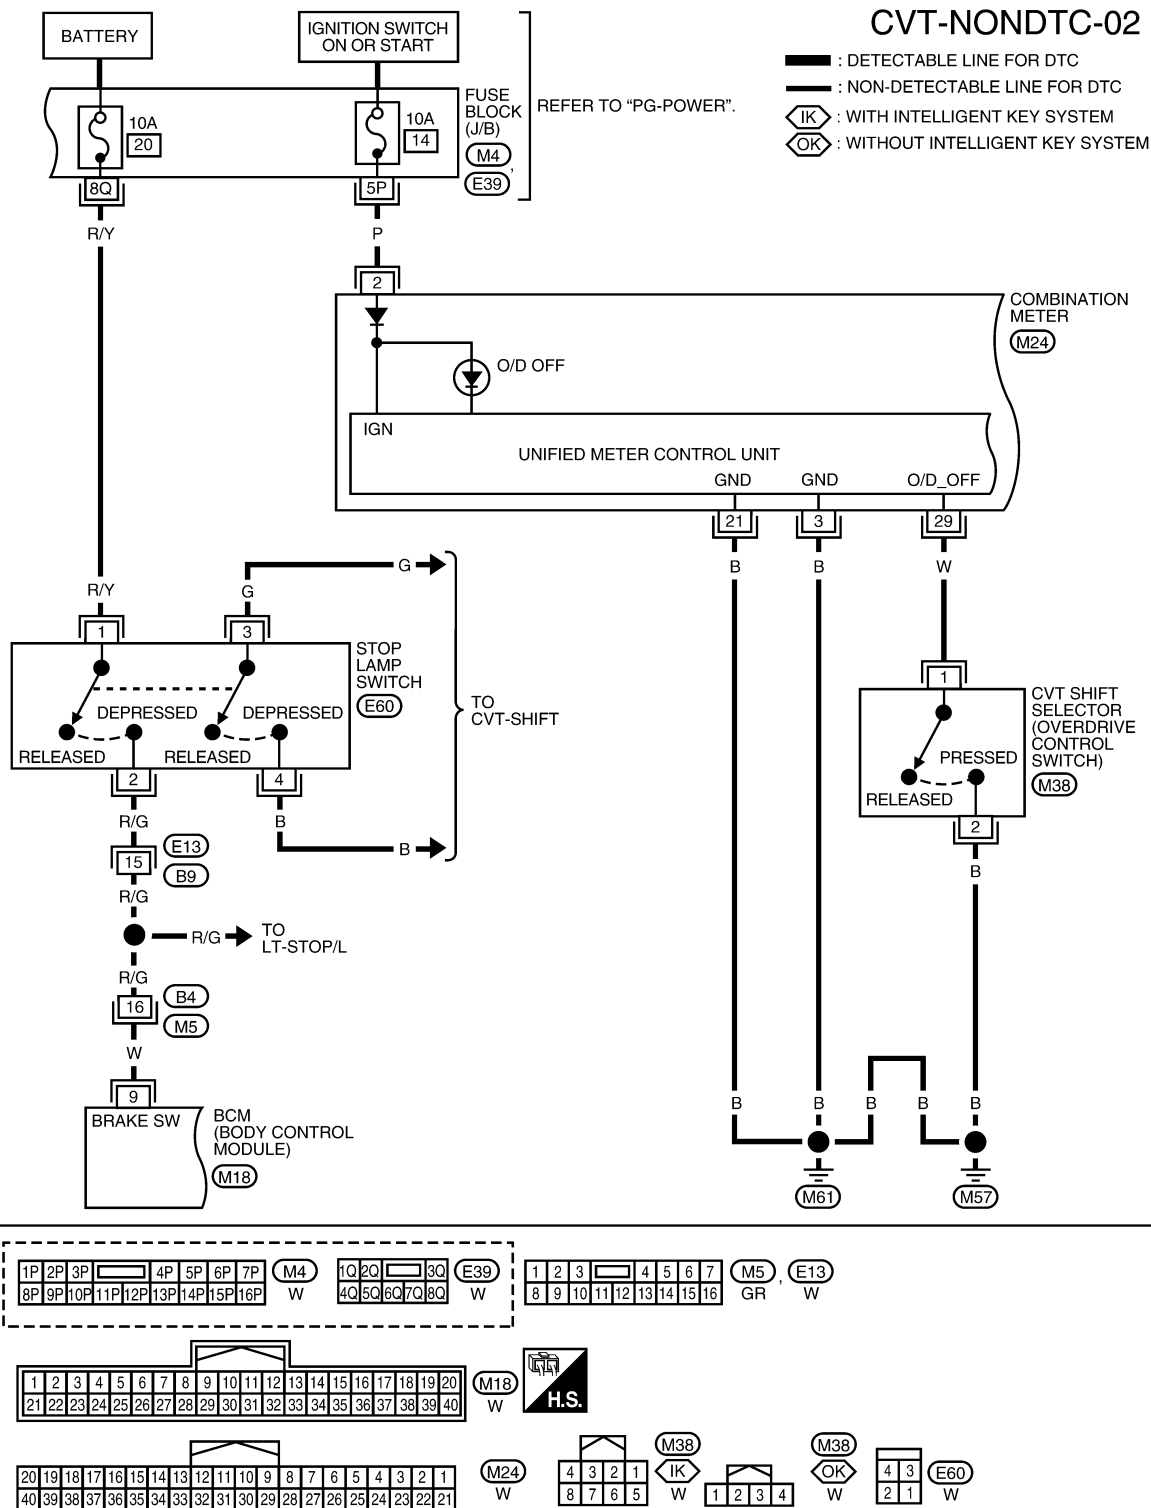 CVT-NONDTC-02
: DETECTABLE LINE FOR DTC
: NON-DETECTABLE LINE FOR DTC
IK : WITH INTELLIGENT KEY SYSTEM
OK : WITHOUT INTELLIGENT KEY SYSTEM
BATTERY
IGNITION SWITCH
ON OR START
10A
20
10A
14
FUSE
BLOCK
(J/B)
M4 ,
E39
REFER TO “PG-POWER”.
8Q
5P
R/Y
P
2
COMBINATION
METER
M24
O/D OFF
IGN
UNIFIED METER CONTROL UNIT
GND GND O/D_OFF
21 3 29
B B W
G
G
R/Y
1 3
STOP
LAMP
SWITCH
E60
DEPRESSED DEPRESSED
RELEASED RELEASED
2 4
TO
CVT-SHIFT
1
CVT SHIFT
SELECTOR
(OVERDRIVE
CONTROL
SWITCH)
M38
PRESSED
RELEASED
2
B
R/G B
B
15
E13
B9
R/G
R/G
TO
LT-STOP/L
R/G
16
B4
M5
W
9
BRAKE SW
BCM
(BODY CONTROL
MODULE)
M18
B B B B B
M61 M57
1P 2P 3P 4P 5P 6P 7P
8P 9P 10P 11P 12P 13P 14P 15P 16P
M4
W
1Q 2Q 3Q
4Q 5Q 6Q 7Q 8Q
E39
W
1 2 3 4 5 6 7
8 9 10 11 12 13 14 15 16
M5 , E13
GR W
1 2 3 4 5 6 7 8 9 10 11 12 13 14 15 16 17 18 19 20
21 22 23 24 25 26 27 28 29 30 31 32 33 34 35 36 37 38 39 40
M18
W
H.S.
20 19 18 17 16 15 14 13 12 11 10 9 8 7 6 5 4 3 2 1
40 39 38 37 36 35 34 33 32 31 30 29 28 27 26 25 24 23 22 21
M24
W
4 3 2 1
8 7 6 5
M38
IK
W
1 2 3 4
M38
OK
W
4 3
2 1
E60
W